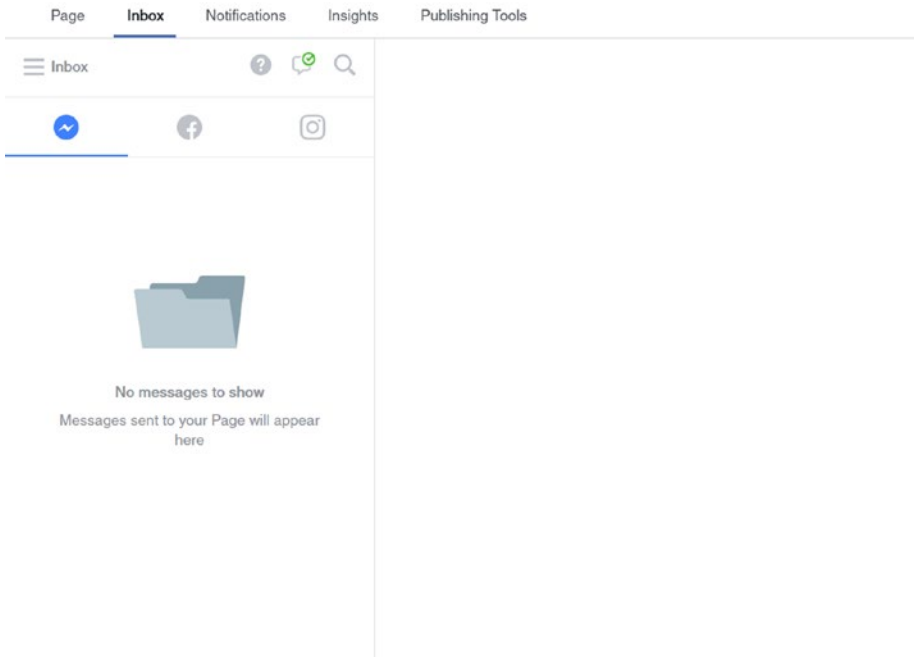 Page Inbox Notifications Insights Publishing Tools
Inbox
No messages to show
Messages sent to your Page will appear
here